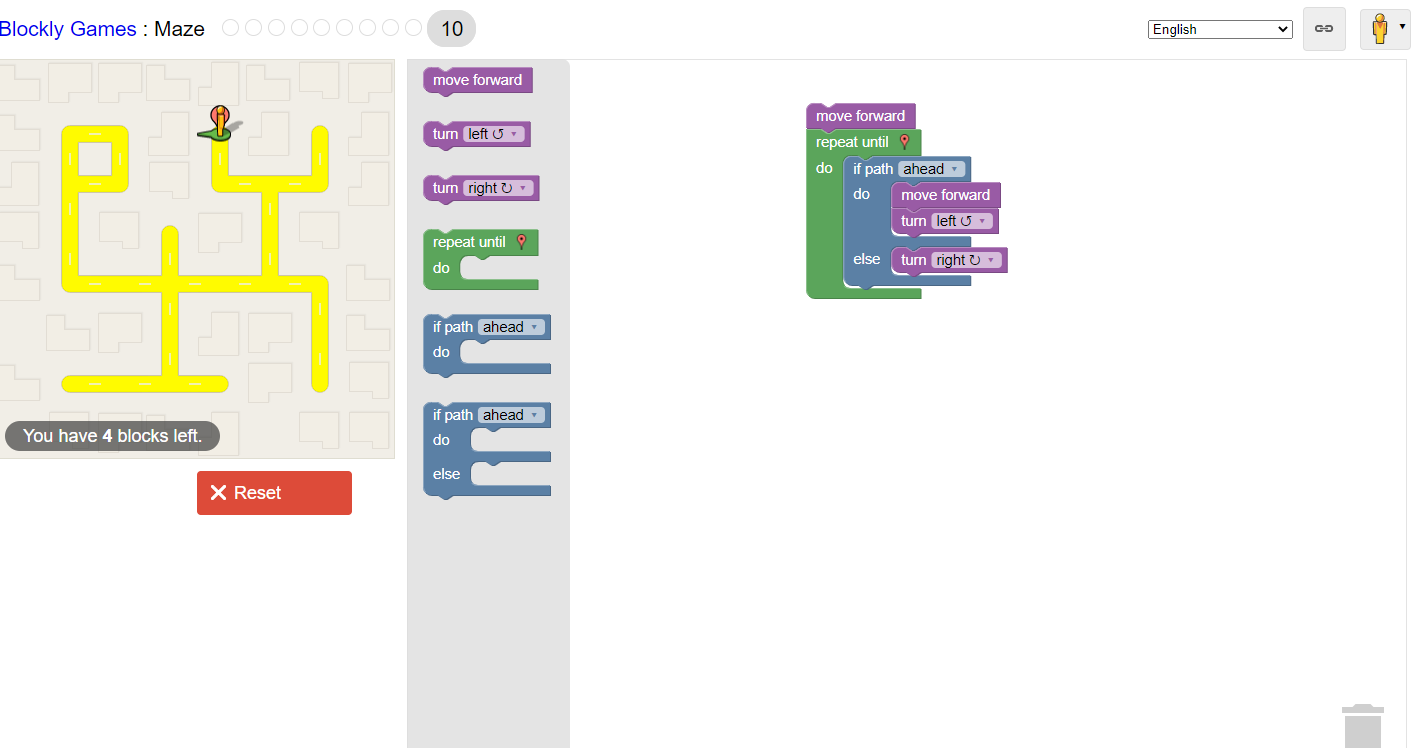 Blockly Games : Maze 10 English
move forward
turn left ↺ ▾
turn right ↻ ▾
repeat until
do
if path ahead ▾
do
if path ahead ▾
do
else
move forward
repeat until
do if path ahead ▾
do move forward
turn left ↺ ▾
else turn right ↻ ▾
You have 4 blocks left.
Reset